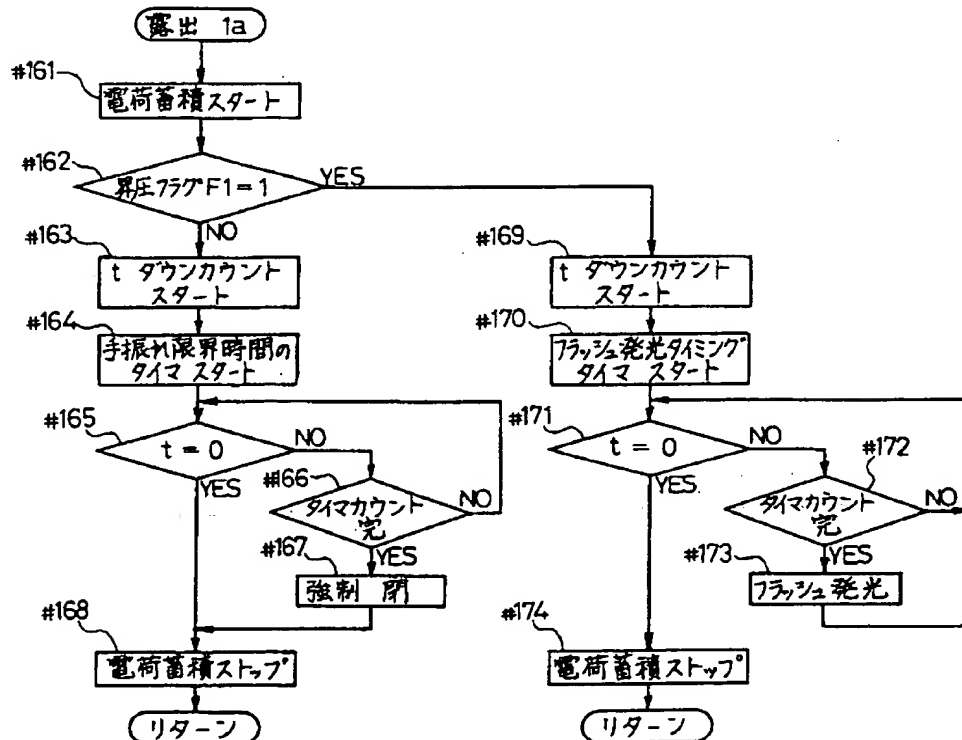 露出 1a
#161
電荷蓄積スタート
#162
昇圧フラグF1=1
YES
NO
#163
t ダウンカウント
スタート
#164
手振れ限界時間の
タイマ スタート
#165
t = 0
NO
YES
#166
タイマカウント
完
NO
YES
#167
強制 閉
#168
電荷蓄積ストップ
リターン
#169
t ダウンカウント
スタート
#170
フラッシュ発光タイミング
タイマ スタート
#171
t = 0
NO
YES
#172
タイマカウント
完
NO
YES
#173
フラッシュ発光
#174
電荷蓄積ストップ
リターン